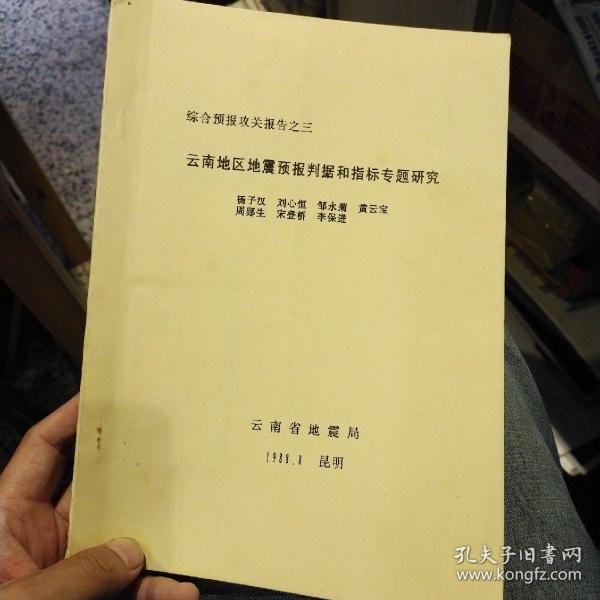 综合预报攻关报告之三
云南地区地震预报判据和指标专题研究
杨子汉 刘心恒 邹永菊 黄云宝
周郧生 宋登桥 李保进
云南省地震局
昆明
孔夫子旧书网
www.kongfz.com